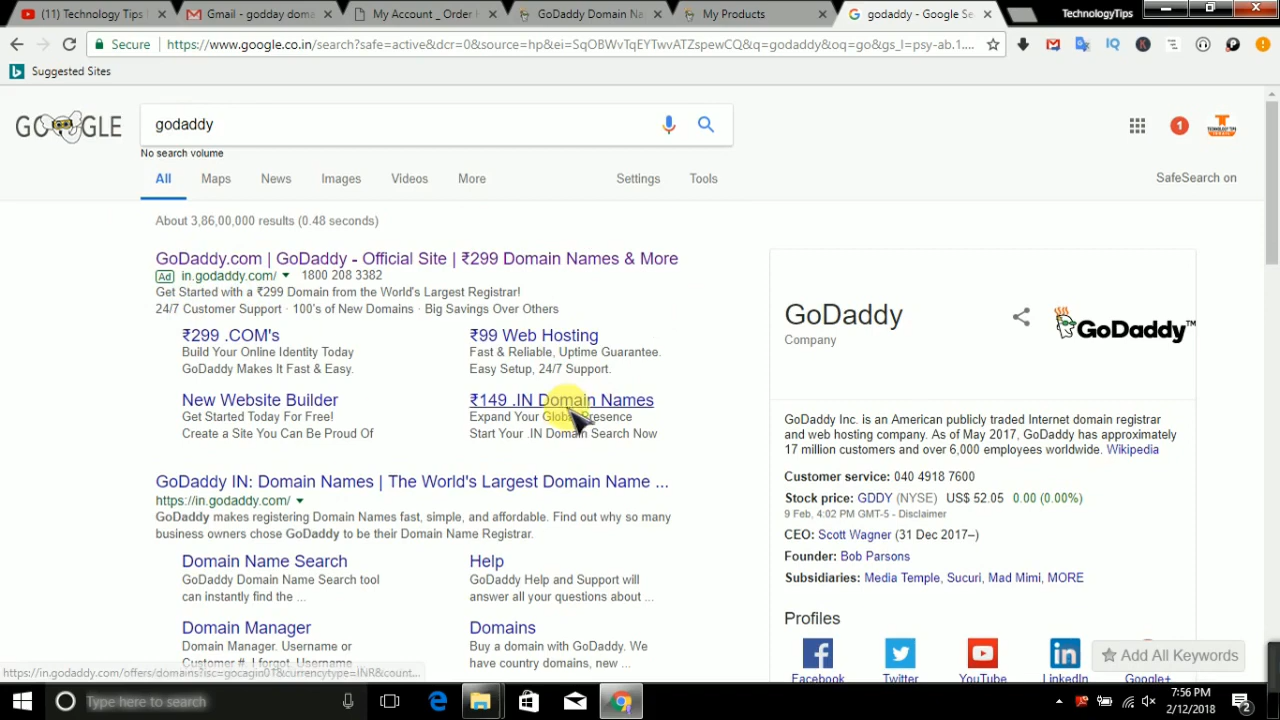 (11) Technology Tips
Gmail - godday doma
My Account - Order H
GoDaddy Domain Na
My Products
godaddy - Google Se
TechnologyTips
Secure
https://www.google.co.in/search?safe=active&dcr=0&source=hp&ei=SqOBWvTqEYTwvATZspewCQ&q=godaddy&oq=go&gs_l=psy-ab.1....
Suggested Sites
GOOGLE
godaddy
1
No search volume
All Maps News Images Videos More Settings Tools
SafeSearch on
About 3,86,00,000 results (0.48 seconds)
GoDaddy.com | GoDaddy - Official Site | ₹299 Domain Names & More
Ad in.godaddy.com/ 1800 208 3382
Get Started with a ₹299 Domain from the World's Largest Registrar!
24/7 Customer Support · 100's of New Domains · Big Savings Over Others
₹299 .COM's
Build Your Online Identity Today
GoDaddy Makes It Fast & Easy.
₹99 Web Hosting
Fast & Reliable, Uptime Guarantee.
Easy Setup, 24/7 Support.
New Website Builder
Get Started Today For Free!
Create a Site You Can Be Proud Of
₹149 .IN Domain Names
Expand Your Global Presence
Start Your .IN Domain Search Now
GoDaddy IN: Domain Names | The World's Largest Domain Name ...
https://in.godaddy.com/
GoDaddy makes registering Domain Names fast, simple, and affordable. Find out why so many
business owners chose GoDaddy to be their Domain Name Registrar.
Domain Name Search
GoDaddy Domain Name Search tool
can instantly find the ...
Help
GoDaddy Help and Support will
answer all your questions about ...
Domain Manager
Domain Manager. Username or
Customer #. I forgot. Username
Domains
Buy a domain with GoDaddy. We
have country domains, new ...
GoDaddy
Company
GoDaddy™
GoDaddy Inc. is an American publicly traded Internet domain registrar
and web hosting company. As of May 2017, GoDaddy has approximately
17 million customers and over 6,000 employees worldwide. Wikipedia
Customer service: 040 4918 7600
Stock price: GDDY (NYSE) US$ 52.05 0.00 (0.00%)
9 Feb, 4:02 PM GMT-5 - Disclaimer
CEO: Scott Wagner (31 Dec 2017–)
Founder: Bob Parsons
Subsidiaries: Media Temple, Sucuri, Mad Mimi, MORE
Profiles
Facebook Twitter YouTube LinkedIn Google+
Add All Keywords
https://in.godaddy.com/offers/domains?isc=gocagin01&currencytype=INR&count...
Type here to search
7:56 PM
2/12/2018
2